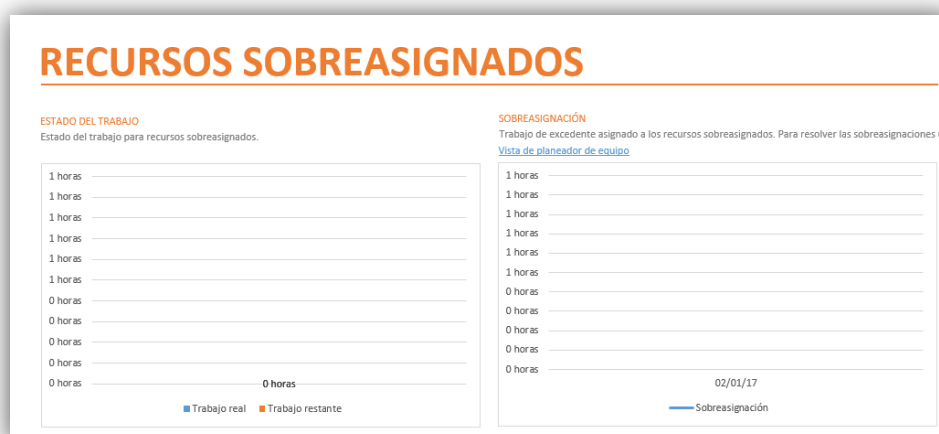 RECURSOS SOBREASIGNADOS
ESTADO DEL TRABAJO
Estado del trabajo para recursos sobreasignados.
1 horas
1 horas
1 horas
1 horas
1 horas
1 horas
0 horas
0 horas
0 horas
0 horas
0 horas
0 horas
Trabajo real
Trabajo restante
SOBREASIGNACIÓN
Trabajo de excedente asignado a los recursos sobreasignados. Para resolver las sobreasignaciones
Vista de planeador de equipo
1 horas
1 horas
1 horas
1 horas
1 horas
1 horas
0 horas
0 horas
0 horas
0 horas
0 horas
02/01/17
Sobreasignación